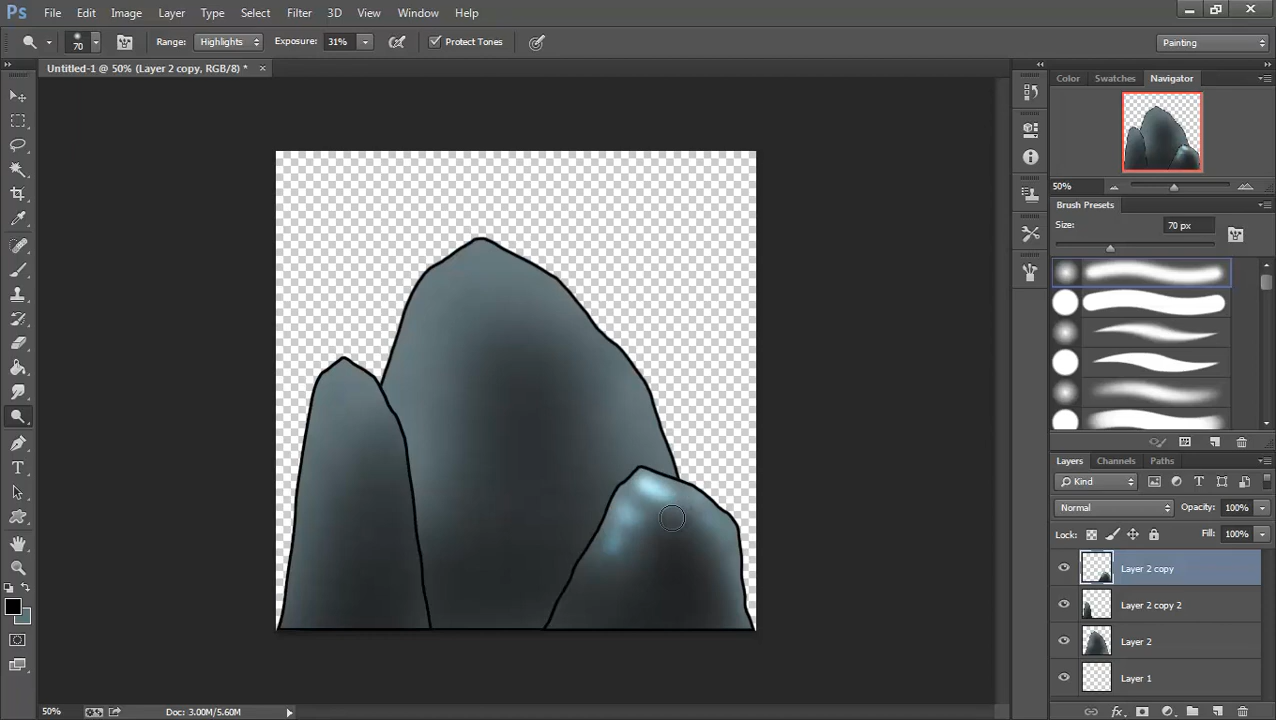 Ps File Edit Image Layer Type Select Filter 3D View Window Help
70 Range: Highlights Exposure: 31% Protect Tones Painting
Untitled-1 @ 50% (Layer 2 copy, RGB/8) *
Color Swatches Navigator
50%
Brush Presets
Size: 70 px
Layers Channels Paths
Kind
Normal Opacity: 100%
Lock: Fill: 100%
Layer 2 copy
Layer 2 copy 2
Layer 2
Layer 1
50% Doc: 3.00M/5.60M